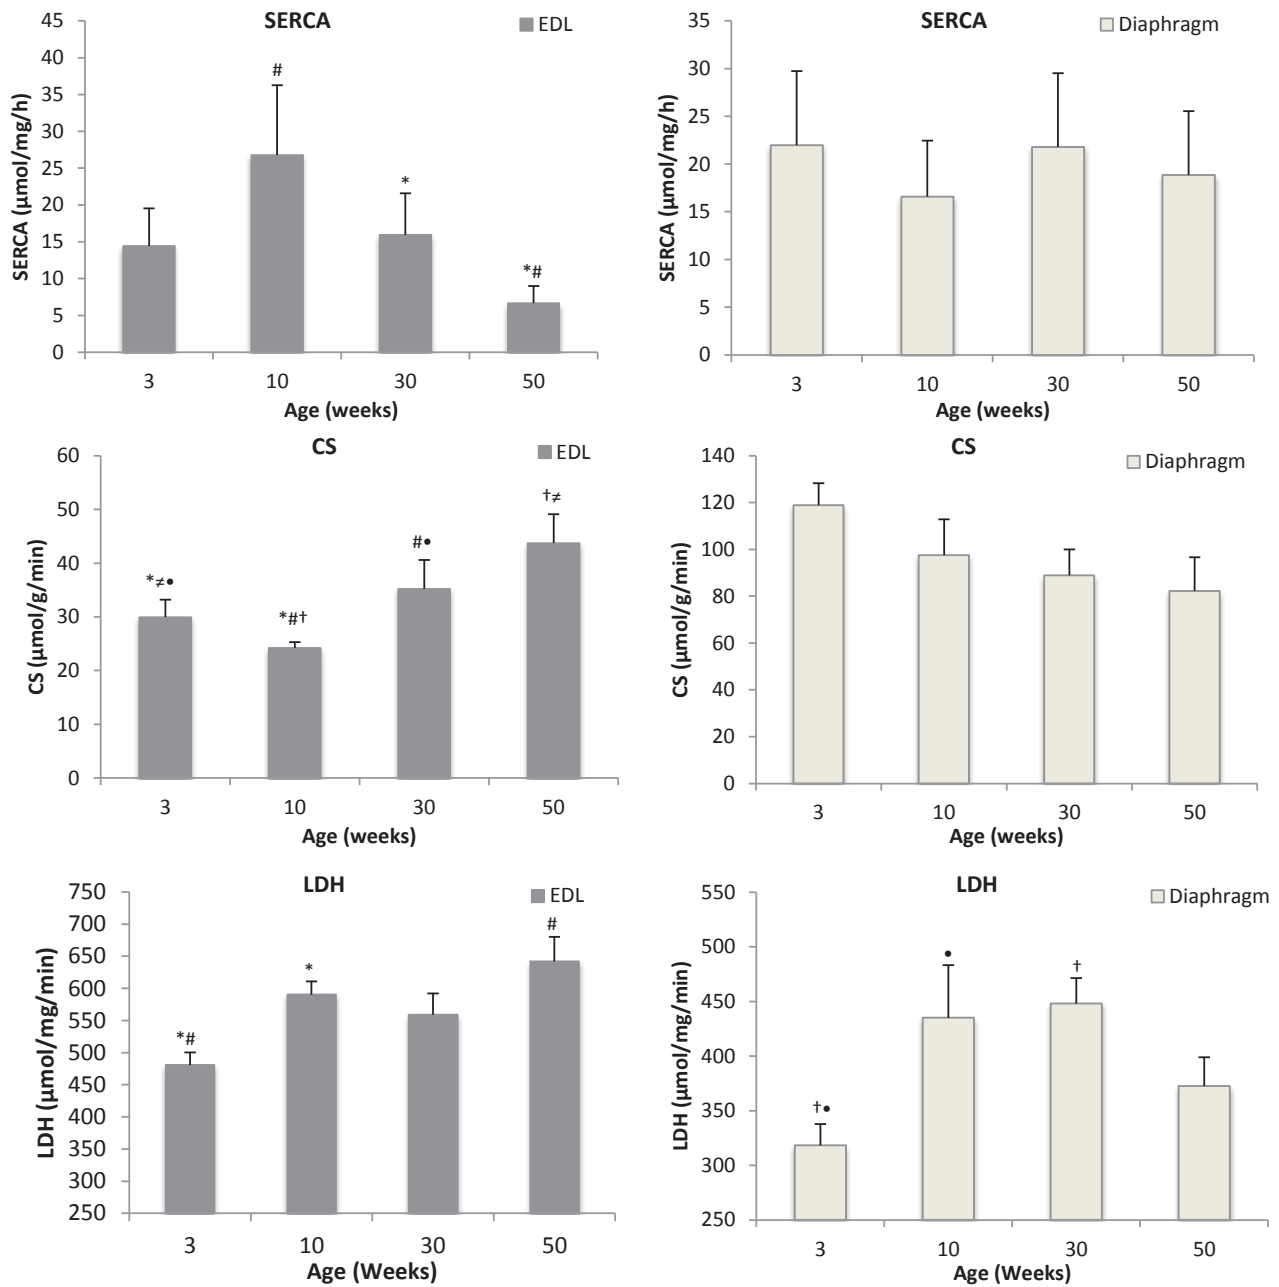 SERCA
EDL
45
40
35
30
25
20
15
10
5
0
SERCA (µmol/mg/h)
#
*
*#
3 10 30 50
Age (weeks)
SERCA
Diaphragm
35
30
25
20
15
10
5
0
SERCA (µmol/mg/h)
3 10 30 50
Age (weeks)
CS
EDL
60
50
40
30
20
10
0
CS (µmol/g/min)
*≠•
*#†
#•
†≠
3 10 30 50
Age (weeks)
CS
Diaphragm
140
120
100
80
60
40
20
0
CS (µmol/g/min)
3 10 30 50
Age (weeks)
LDH
EDL
750
700
650
600
550
500
450
400
350
300
250
LDH (µmol/mg/min)
*#
*
#
3 10 30 50
Age (Weeks)
LDH
Diaphragm
550
500
450
400
350
300
250
LDH (µmol/mg/min)
†•
•
†
3 10 30 50
Age (weeks)